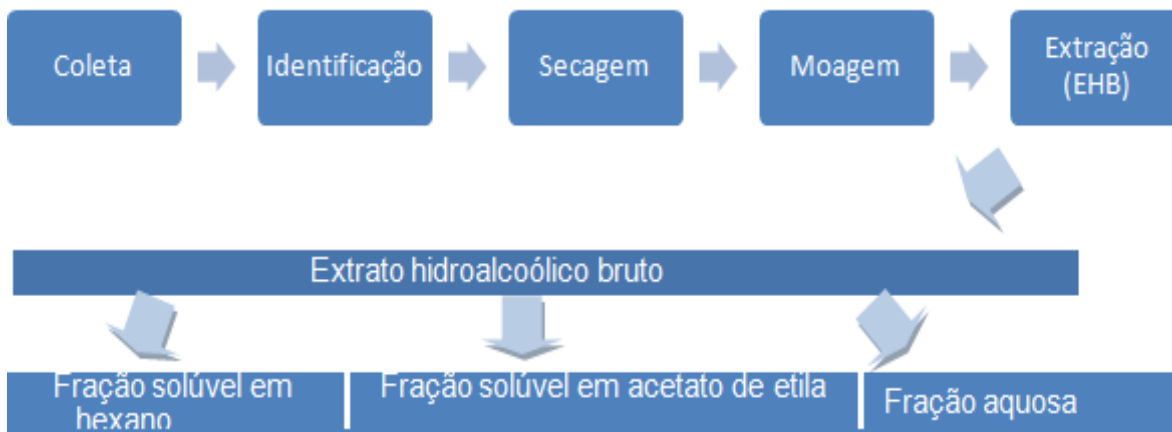 Coleta
Identificação
Secagem
Moagem
Extração
(EHB)
Extrato hidroalcoólico bruto
Fração solúvel em
hexano
Fração solúvel em acetato de etila
Fração aquosa